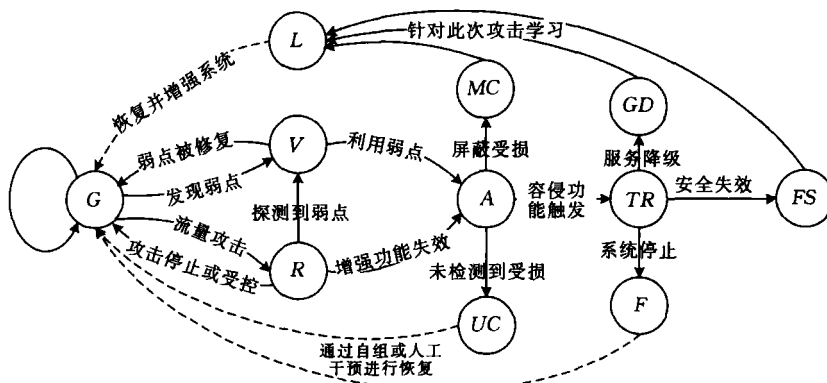 L
针对此次攻击学习
恢复并增强系统
MC
GD
弱点被修复
V
利用弱点
屏蔽受损
服务降级
G
发现弱点
A
容侵功
能触发
TR
安全失效
FS
探测到弱点
流量攻击
攻击停止或受控
R
增强功能失效
未检测到受损
系统停止
UC
F
通过自组或人工
干预进行恢复